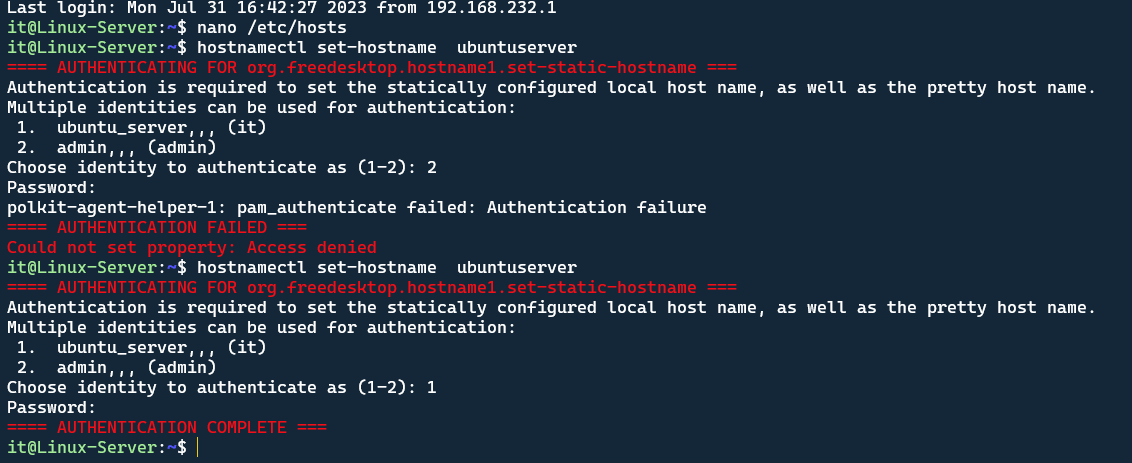 Last login: Mon Jul 31 16:42:27 2023 from 192.168.232.1
it@Linux-Server:~$ nano /etc/hosts
it@Linux-Server:~$ hostnamectl set-hostname  ubuntuserver
==== AUTHENTICATING FOR org.freedesktop.hostname1.set-static-hostname ===
Authentication is required to set the statically configured local host name, as well as the pretty host name.
Multiple identities can be used for authentication:
 1.  ubuntu_server,,, (it)
 2.  admin,,, (admin)
Choose identity to authenticate as (1-2): 2
Password:
polkit-agent-helper-1: pam_authenticate failed: Authentication failure
==== AUTHENTICATION FAILED ===
Could not set property: Access denied
it@Linux-Server:~$ hostnamectl set-hostname  ubuntuserver
==== AUTHENTICATING FOR org.freedesktop.hostname1.set-static-hostname ===
Authentication is required to set the statically configured local host name, as well as the pretty host name.
Multiple identities can be used for authentication:
 1.  ubuntu_server,,, (it)
 2.  admin,,, (admin)
Choose identity to authenticate as (1-2): 1
Password:
==== AUTHENTICATION COMPLETE ===
it@Linux-Server:~$